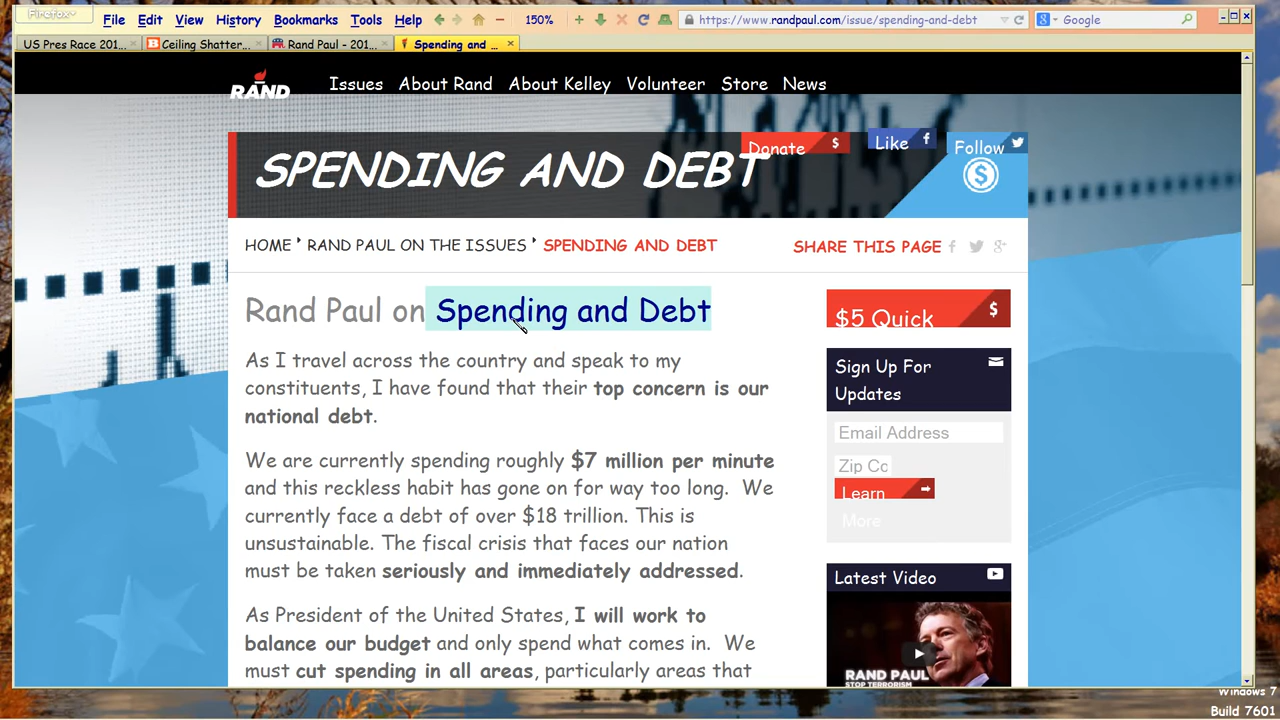 Firefox
File Edit View History Bookmarks Tools Help 150% https://www.randpaul.com/issue/spending-and-debt Google
US Pres Race 201... Ceiling Shatter... Rand Paul - 201... Spending and ...
RAND Issues About Rand About Kelley Volunteer Store News
Donate $ Like Follow
SPENDING AND DEBT
HOME RAND PAUL ON THE ISSUES SPENDING AND DEBT SHARE THIS PAGE
Rand Paul on Spending and Debt
As I travel across the country and speak to my
constituents, I have found that their top concern is our
national debt.
We are currently spending roughly $7 million per minute
and this reckless habit has gone on for way too long. We
currently face a debt of over $18 trillion. This is
unsustainable. The fiscal crisis that faces our nation
must be taken seriously and immediately addressed.
As President of the United States, I will work to
balance our budget and only spend what comes in. We
must cut spending in all areas, particularly areas that
$5 Quick $
Sign Up For
Updates
Email Address
Zip Cc
Learn
More
Latest Video
RAND PAUL
STOP TERRORISM
Windows 7
Build 7601